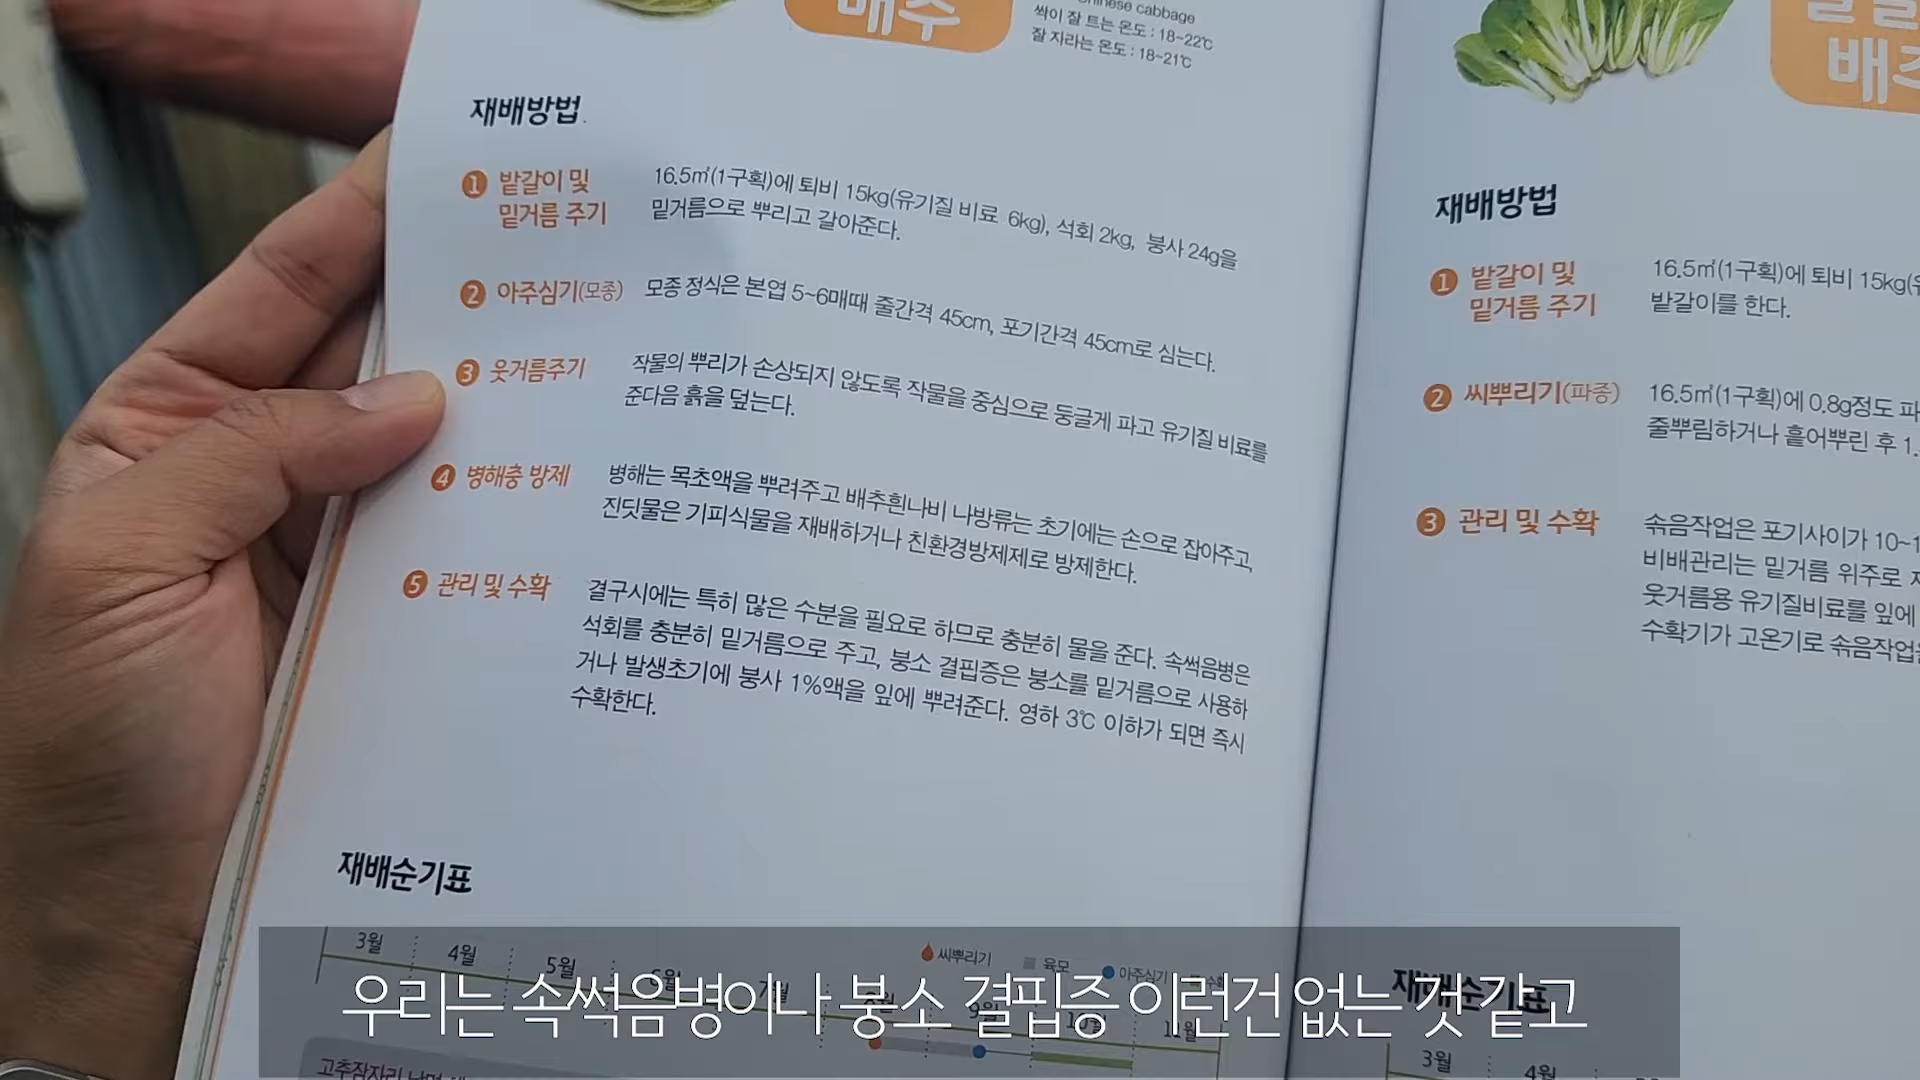 배추
Chinese cabbage
싹이 잘 트는 온도 : 18~22℃
잘 지라는 온도 : 18~21℃
재배방법
1 밭갈이 및
밑거름 주기
16.5㎡(1구획)에 퇴비 15kg(유기질 비료 6kg), 석회 2kg, 붕사 24g을
밑거름으로 뿌리고 갈아준다.
2 아주심기(모종) 모종 정식은 본엽 5~6매때 줄간격 45cm, 포기간격 45cm로 심는다.
3 웃거름주기 작물의 뿌리가 손상되지 않도록 작물을 중심으로 둥글게 파고 유기질 비료를
준다음 흙을 덮는다.
4 병해충 방제 병해는 목초액을 뿌려주고 배추흰나비 나방류는 초기에는 손으로 잡아주고,
진딧물은 기피식물을 재배하거나 친환경방제제로 방제한다.
5 관리 및 수확 결구시에는 특히 많은 수분을 필요로 하므로 충분히 물을 준다. 속썩음병은
석회를 충분히 밑거름으로 주고, 붕소 결핍증은 붕소를 밑거름으로 사용하
거나 발생초기에 붕사 1%액을 잎에 뿌려준다. 영하 3℃ 이하가 되면 즉시
수확한다.
재배순기표
3월 4월 5월 6월 7월 9월 10월 11월
씨뿌리기 육모 아주심기
배추
재배방법
1 밭갈이 및
밑거름 주기
16.5㎡(1구획)에 퇴비 15kg
밭갈이를 한다.
2 씨뿌리기(파종) 16.5㎡(1구획)에 0.8g정도
줄뿌림하거나 흩어뿌린 후
3 관리 및 수확 솎음작업은 포기사이가
비배관리는 밑거름 위주로
웃거름용 유기질비료를 잎에
수확기가 고온기로 솎음작업
재배순기표
3월 4월
우리는 속썩음병이나 붕소 결핍증 이런건 없는 것 같고